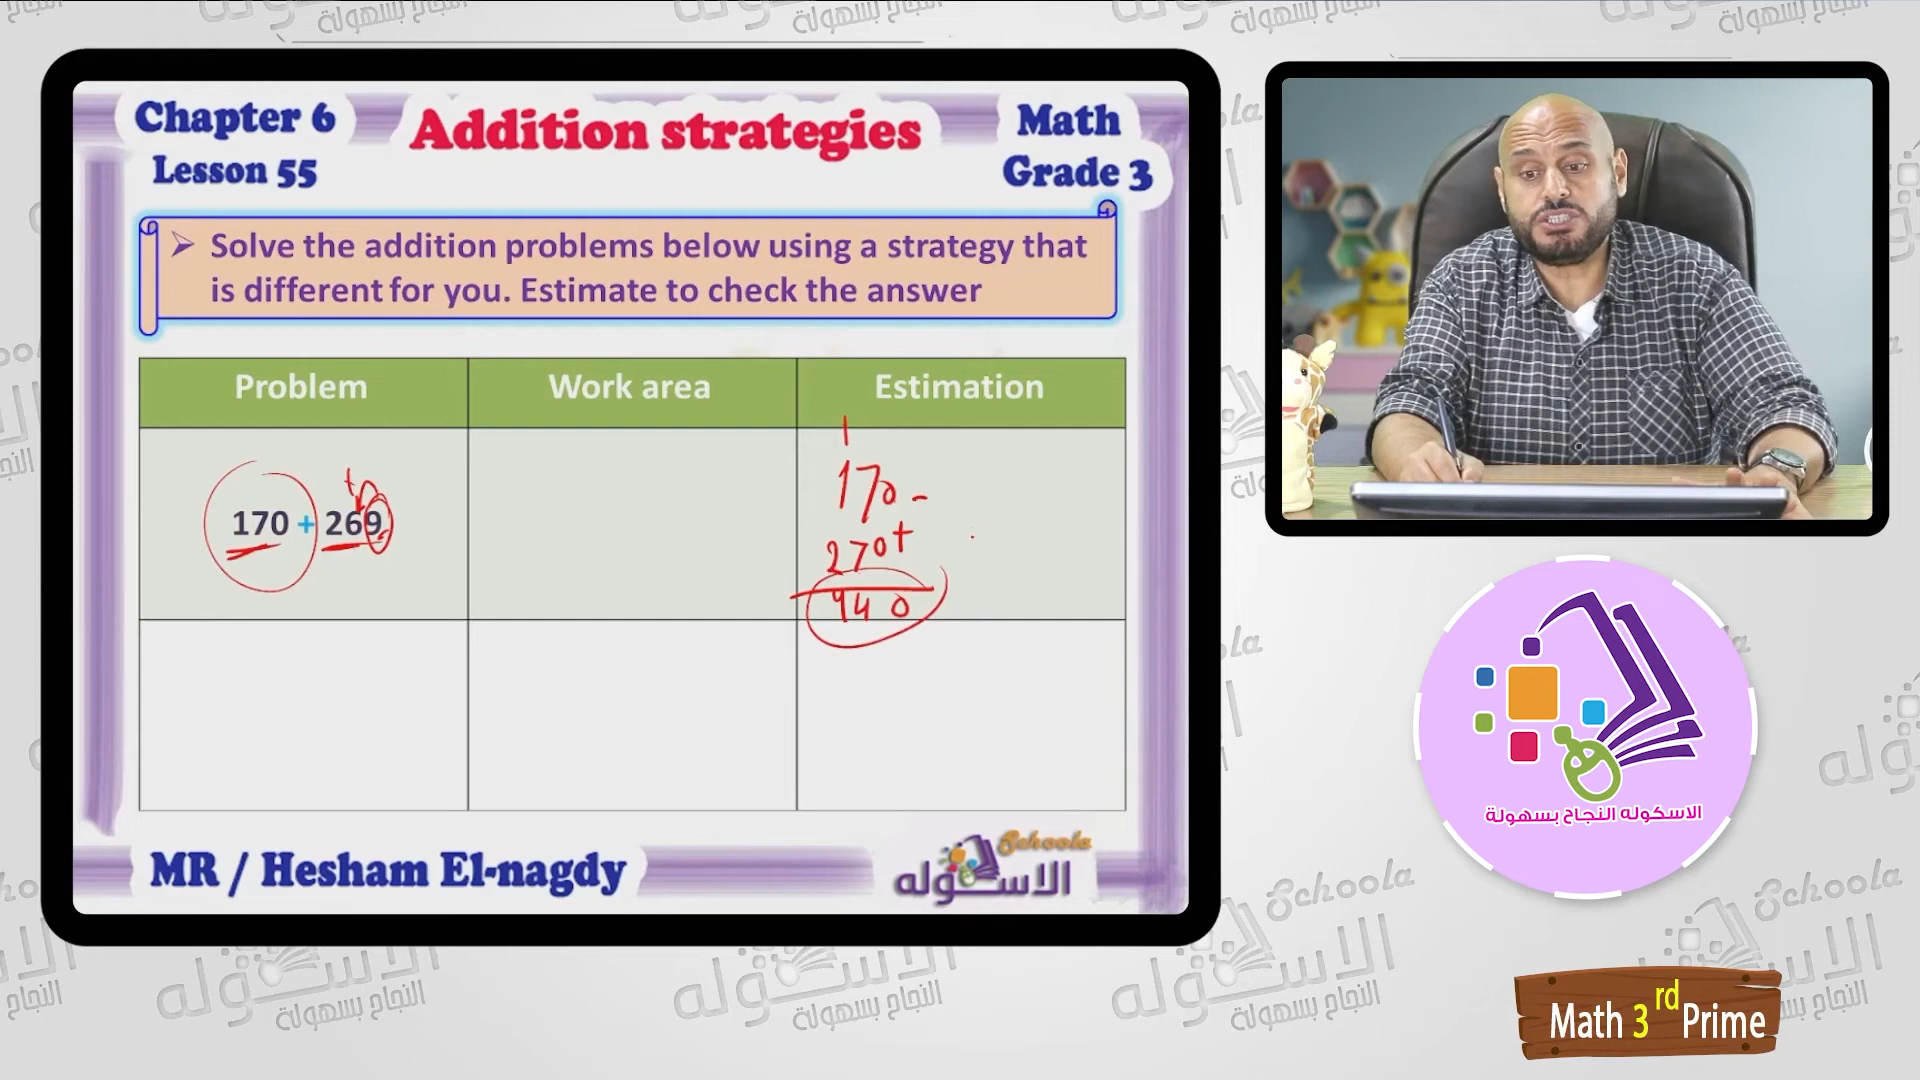 Chapter 6
Lesson 55
Addition strategies
Math
Grade 3
➢ Solve the addition problems below using a strategy that
is different for you. Estimate to check the answer
Problem Work area Estimation
170 + 269
1
170
270+
440
MR / Hesham El-nagdy
Schoola
الاسكوله
الاسكوله النجاح بسهولة
Math 3rd Prime